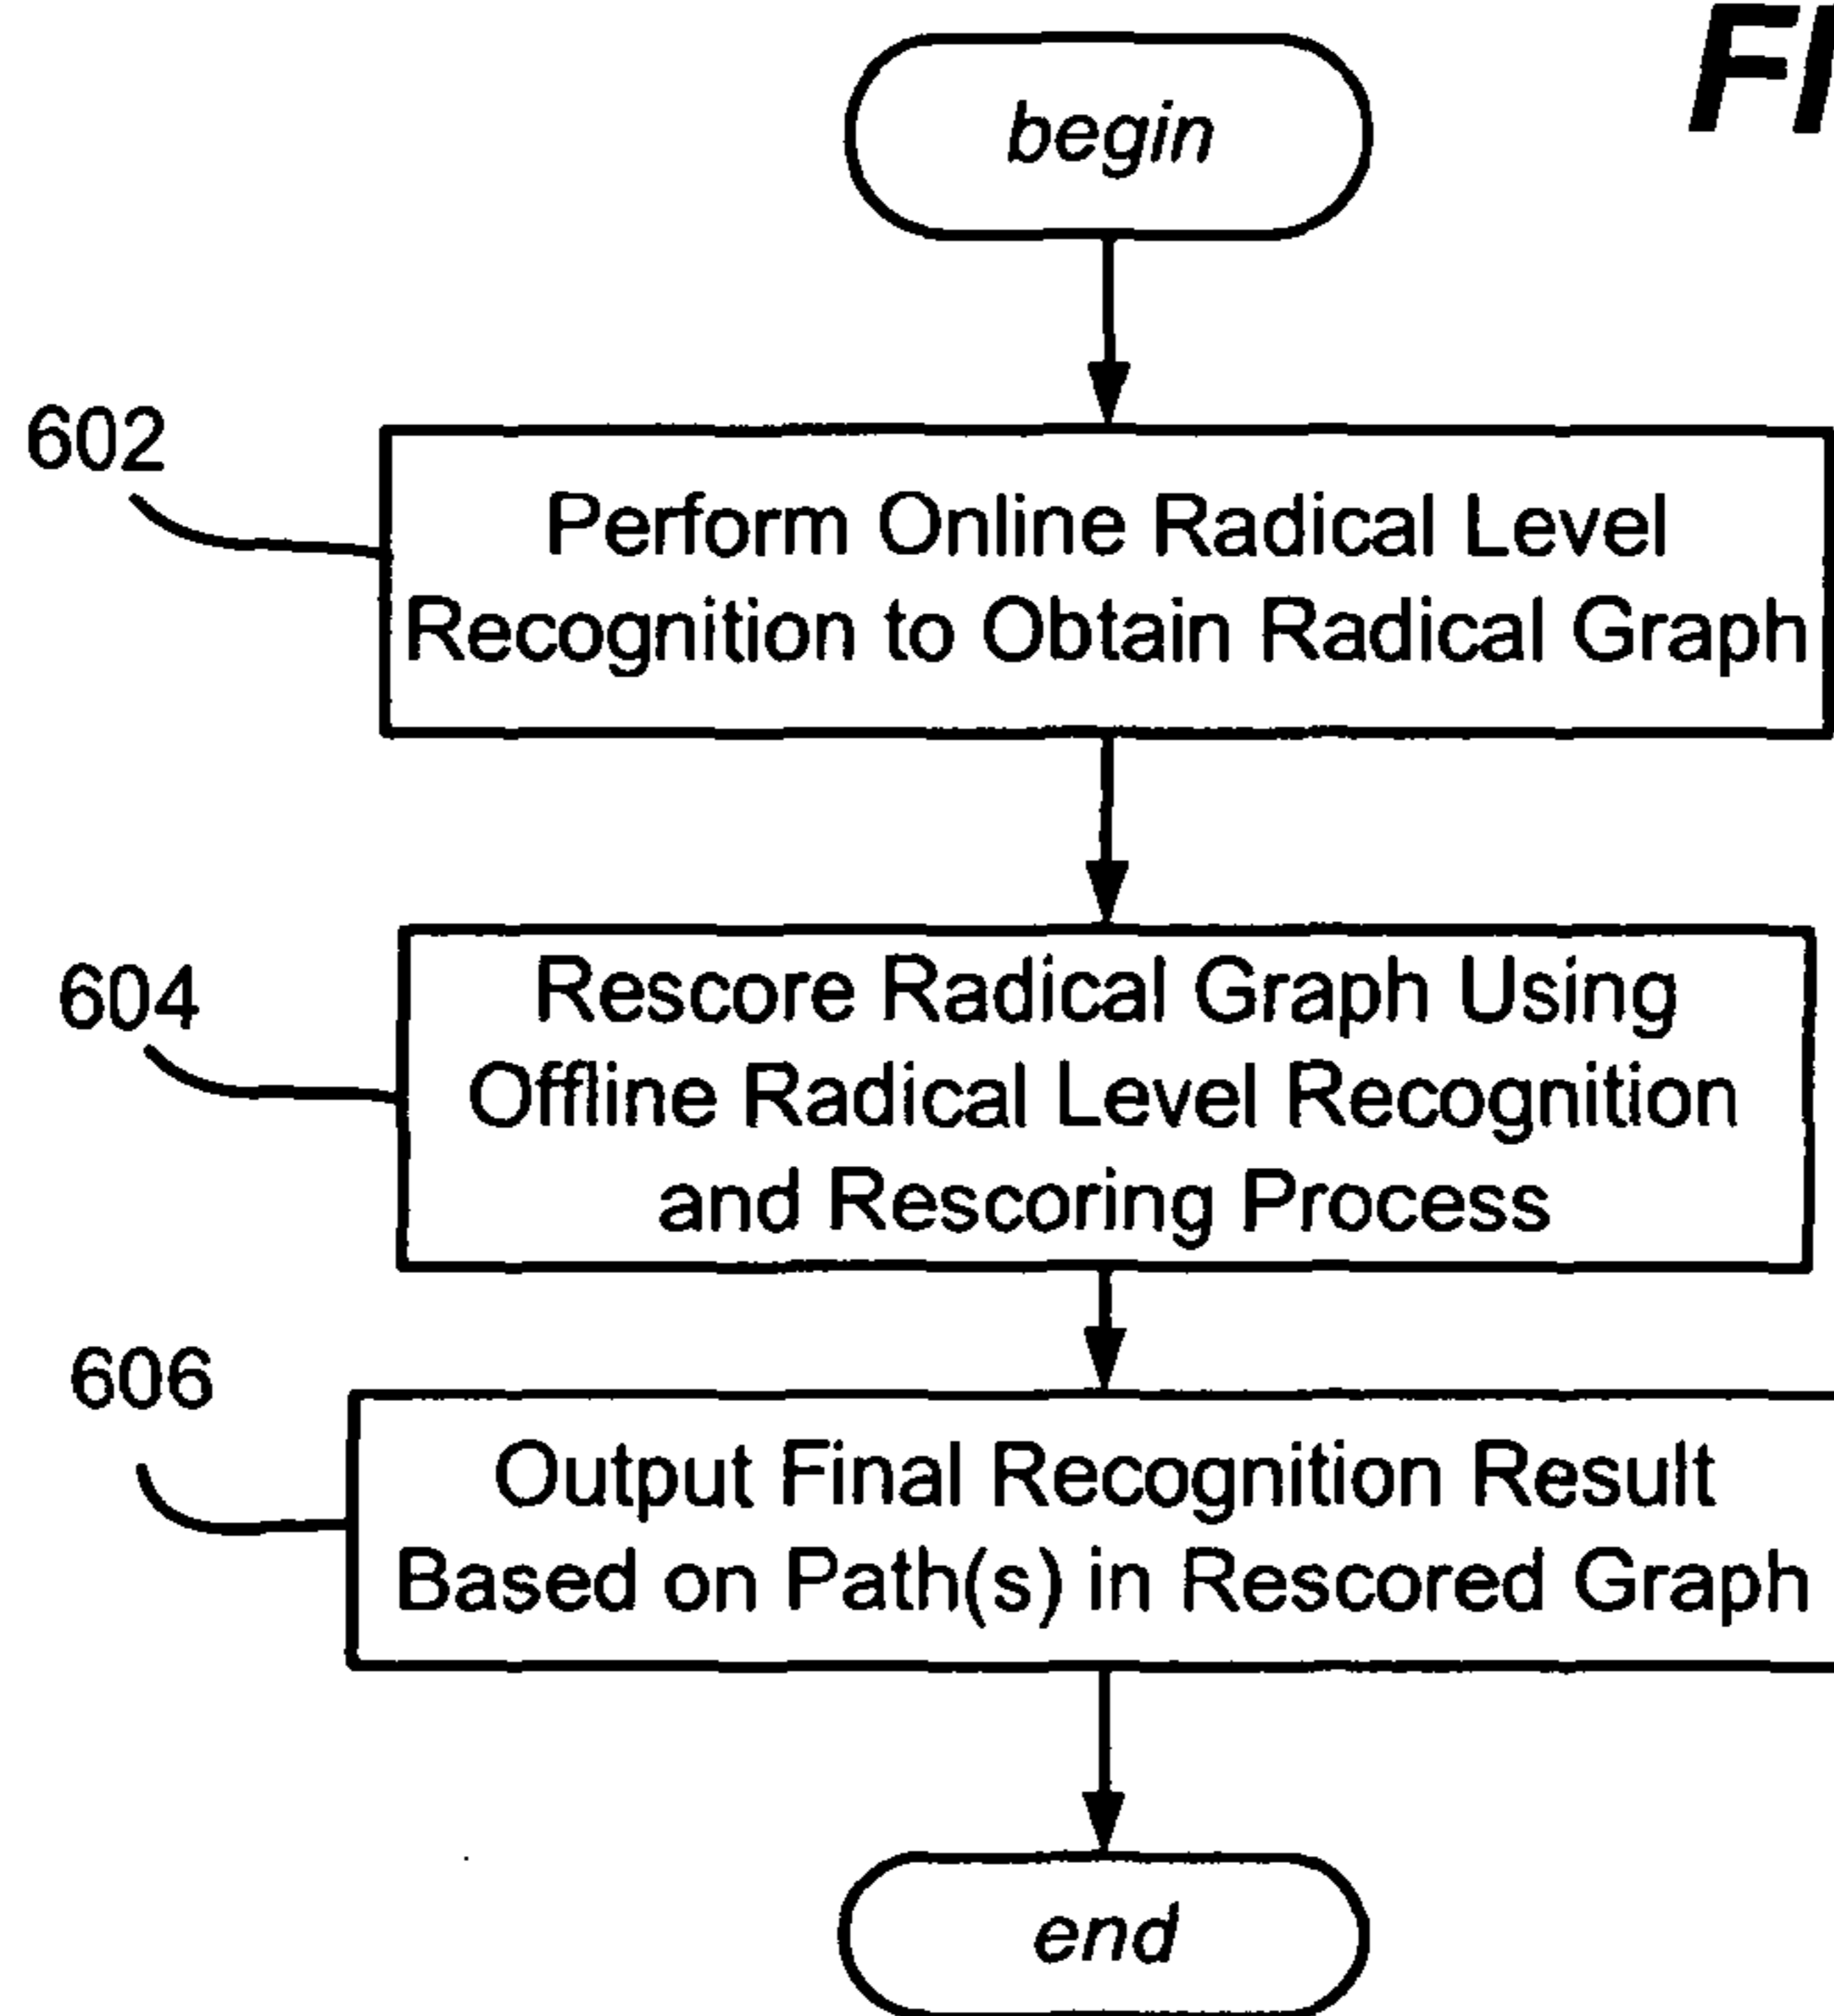 FI
begin
602
Perform Online Radical Level
Recognition to Obtain Radical Graph
604
Rescore Radical Graph Using
Offline Radical Level Recognition
and Rescoring Process
606
Output Final Recognition Result
Based on Path(s) in Rescored Graph
end